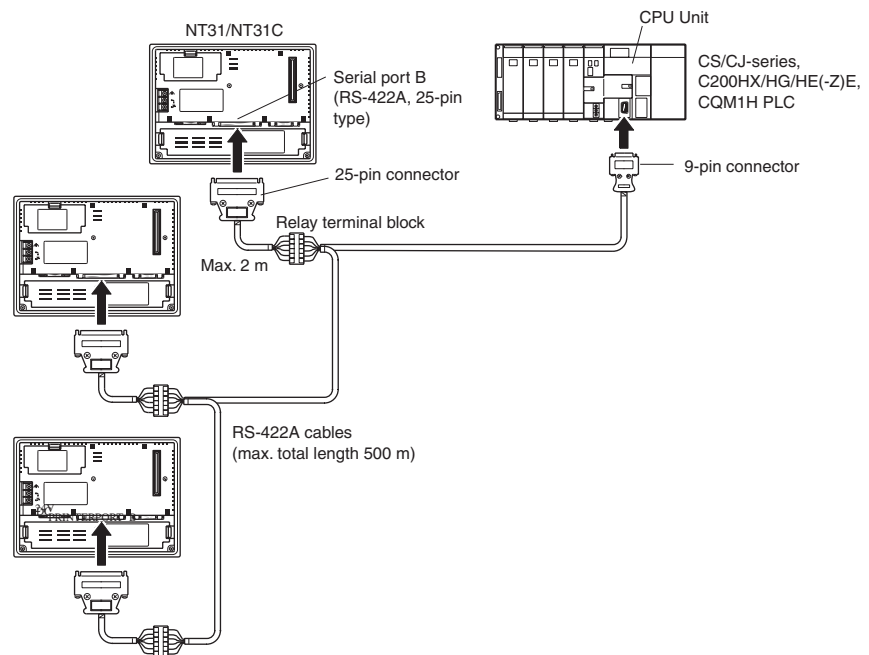 CPU Unit
NT31/NT31C
CS/CJ-series,
C200HX/HG/HE(-Z)E,
CQM1H PLC
Serial port B
(RS-422A, 25-pin
type)
9-pin connector
25-pin connector
Relay terminal block
Max. 2 m
RS-422A cables
(max. total length 500 m)